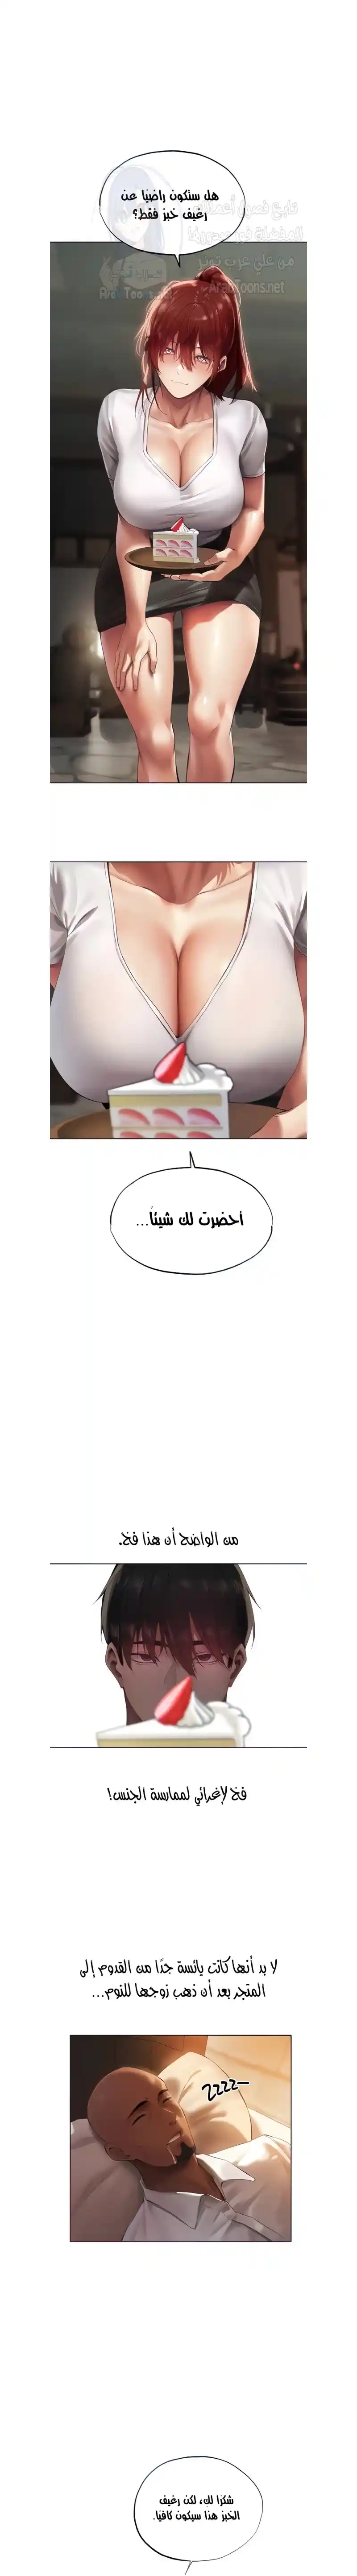 هل ستكون راضيًا عن
رغيف خبز فقط؟
ArabToons.net
أحضرت لك شيئًا...
من الواضح أن هذا فخ.
فخ لإغرائي لممارسة الجنس!
لا بد أنها كانت يائسة جدًا من القدوم إلى
المتجر بعد أن ذهب زوجها للنوم...
ZZZZ—
شكرًا لك، لكن رغيف
الخبز هذا سيكون كافيًا.